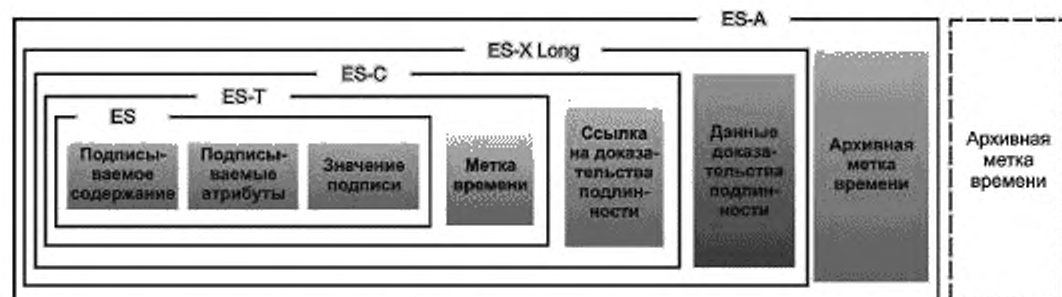 ES-A
ES-X Long
ES-C
ES-T
ES
Подписы-
ваемое
содержание
Подписы-
ваемые
атрибуты
Значение
подписи
Метка
времени
Ссылка
на доказа-
тельства
подлин-
ности
Данные
доказа-
тельства
подлин-
ности
Архивная
метка
времени
Архивная
метка
времени